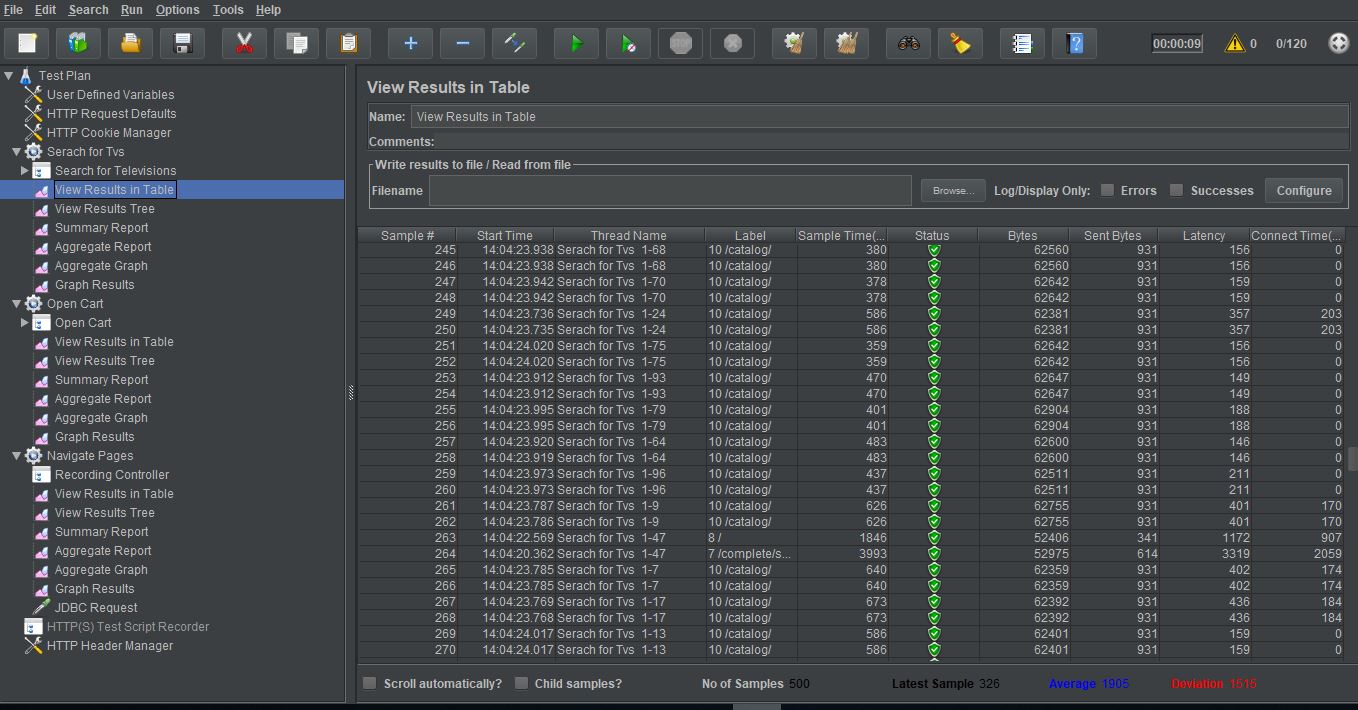 File Edit Search Run Options Tools Help
STOP
00:00:09 0 0/120
Test Plan
User Defined Variables
HTTP Request Defaults
HTTP Cookie Manager
Serach for Tvs
Search for Televisions
View Results in Table
View Results Tree
Summary Report
Aggregate Report
Aggregate Graph
Graph Results
Open Cart
Open Cart
View Results in Table
View Results Tree
Summary Report
Aggregate Report
Aggregate Graph
Graph Results
Navigate Pages
Recording Controller
View Results in Table
View Results Tree
Summary Report
Aggregate Report
Aggregate Graph
Graph Results
JDBC Request
HTTP(S) Test Script Recorder
HTTP Header Manager
View Results in Table
Name: View Results in Table
Comments:
Write results to file / Read from file
Filename Browse... Log/Display Only: Errors Successes Configure
Sample # Start Time Thread Name Label Sample Time(... Status Bytes Sent Bytes Latency Connect Time(...
245 14:04:23.938 Serach for Tvs 1-68 10 /catalog/ 380 62560 931 156 0
246 14:04:23.938 Serach for Tvs 1-68 10 /catalog/ 380 62560 931 156 0
247 14:04:23.942 Serach for Tvs 1-70 10 /catalog/ 378 62642 931 159 0
248 14:04:23.942 Serach for Tvs 1-70 10 /catalog/ 378 62642 931 159 0
249 14:04:23.736 Serach for Tvs 1-24 10 /catalog/ 586 62381 931 357 203
250 14:04:23.735 Serach for Tvs 1-24 10 /catalog/ 586 62381 931 357 203
251 14:04:24.020 Serach for Tvs 1-75 10 /catalog/ 359 62642 931 156 0
252 14:04:24.020 Serach for Tvs 1-75 10 /catalog/ 359 62642 931 156 0
253 14:04:23.912 Serach for Tvs 1-93 10 /catalog/ 470 62647 931 149 0
254 14:04:23.912 Serach for Tvs 1-93 10 /catalog/ 470 62647 931 149 0
255 14:04:23.995 Serach for Tvs 1-79 10 /catalog/ 401 62904 931 188 0
256 14:04:23.995 Serach for Tvs 1-79 10 /catalog/ 401 62904 931 188 0
257 14:04:23.920 Serach for Tvs 1-64 10 /catalog/ 483 62600 931 146 0
258 14:04:23.919 Serach for Tvs 1-64 10 /catalog/ 483 62600 931 146 0
259 14:04:23.973 Serach for Tvs 1-96 10 /catalog/ 437 62511 931 211 0
260 14:04:23.973 Serach for Tvs 1-96 10 /catalog/ 437 62511 931 211 0
261 14:04:23.787 Serach for Tvs 1-9 10 /catalog/ 626 62755 931 401 170
262 14:04:23.786 Serach for Tvs 1-9 10 /catalog/ 626 62755 931 401 170
263 14:04:22.569 Serach for Tvs 1-47 8 / 1846 52406 341 1172 907
264 14:04:20.362 Serach for Tvs 1-47 7 /complete/s... 3993 52975 614 3319 2059
265 14:04:23.785 Serach for Tvs 1-7 10 /catalog/ 640 62359 931 402 174
266 14:04:23.785 Serach for Tvs 1-7 10 /catalog/ 640 62359 931 402 174
267 14:04:23.769 Serach for Tvs 1-17 10 /catalog/ 673 62392 931 436 184
268 14:04:23.768 Serach for Tvs 1-17 10 /catalog/ 673 62392 931 436 184
269 14:04:24.017 Serach for Tvs 1-13 10 /catalog/ 586 62401 931 159 0
270 14:04:24.017 Serach for Tvs 1-13 10 /catalog/ 586 62401 931 159 0
Scroll automatically? Child samples? No of Samples 500 Latest Sample 326 Average 1905 Deviation 1515